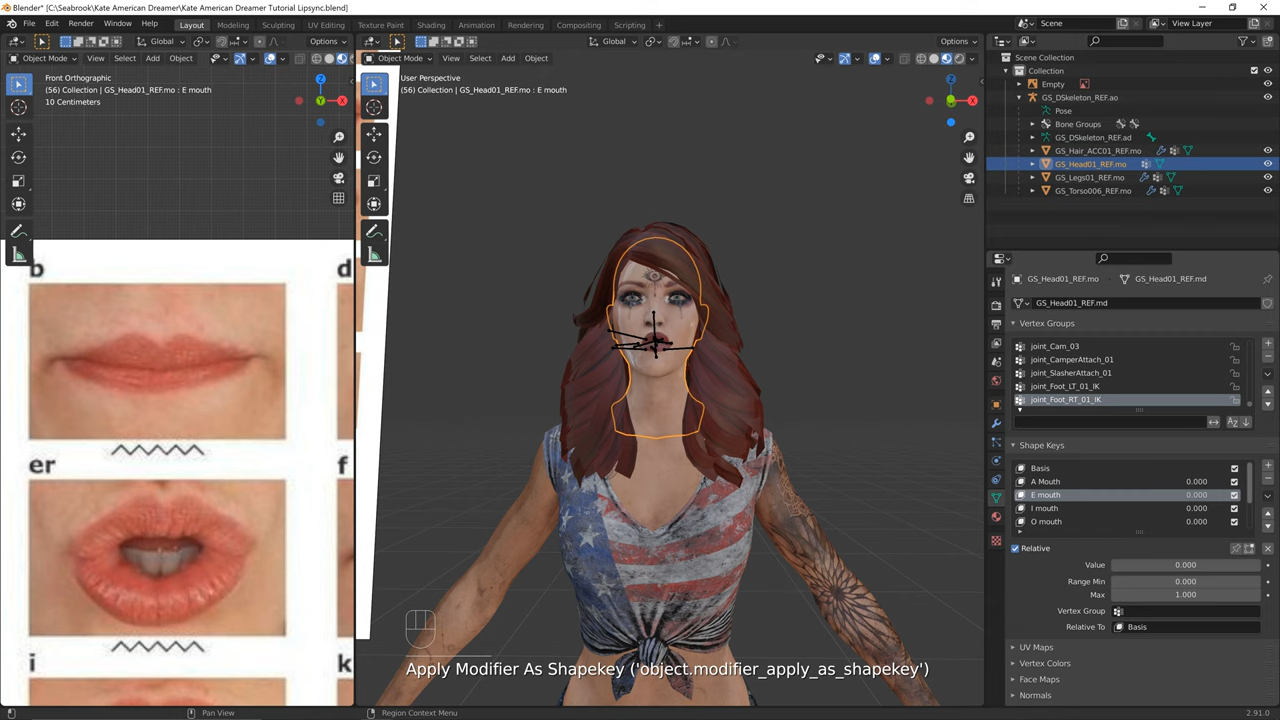 Blender* [C:\Seabrook\Kate American Dreamer\Kate American Dreamer Tutorial Lipsync.blend]
File Edit Render Window Help Layout Modeling Sculpting UV Editing Texture Paint Shading Animation Rendering Compositing Scripting Scene View Layer
Global Options Global Options
Object Mode View Select Add Object Object Mode View Select Add Object
Front Orthographic
(56) Collection | GS_Head01_REF.mo : E mouth
10 Centimeters
Z
Y
X
b
d
er
f
i
k
User Perspective
(56) Collection | GS_Head01_REF.mo : E mouth
Z
X
Apply Modifier As Shapekey ('object.modifier_apply_as_shapekey')
Scene Collection
Collection
Empty
GS_DSkeleton_REF.ao
Pose
Bone Groups
GS_DSkeleton_REF.ad
GS_Hair_ACC01_REF.mo
GS_Head01_REF.mo
GS_Legs01_REF.mo
GS_Torso006_REF.mo
GS_Head01_REF.mo GS_Head01_REF.md
GS_Head01_REF.md
Vertex Groups
joint_Cam_03
joint_CamperAttach_01
joint_SlasherAttach_01
joint_Foot_LT_01_IK
joint_Foot_RT_01_IK
Shape Keys
Basis
A Mouth 0.000
E mouth 0.000
I mouth 0.000
O mouth 0.000
Relative
Value 0.000
Range Min 0.000
Max 1.000
Vertex Group
Relative To Basis
UV Maps
Vertex Colors
Face Maps
Normals
Select Pan View Region Context Menu 2.91.0